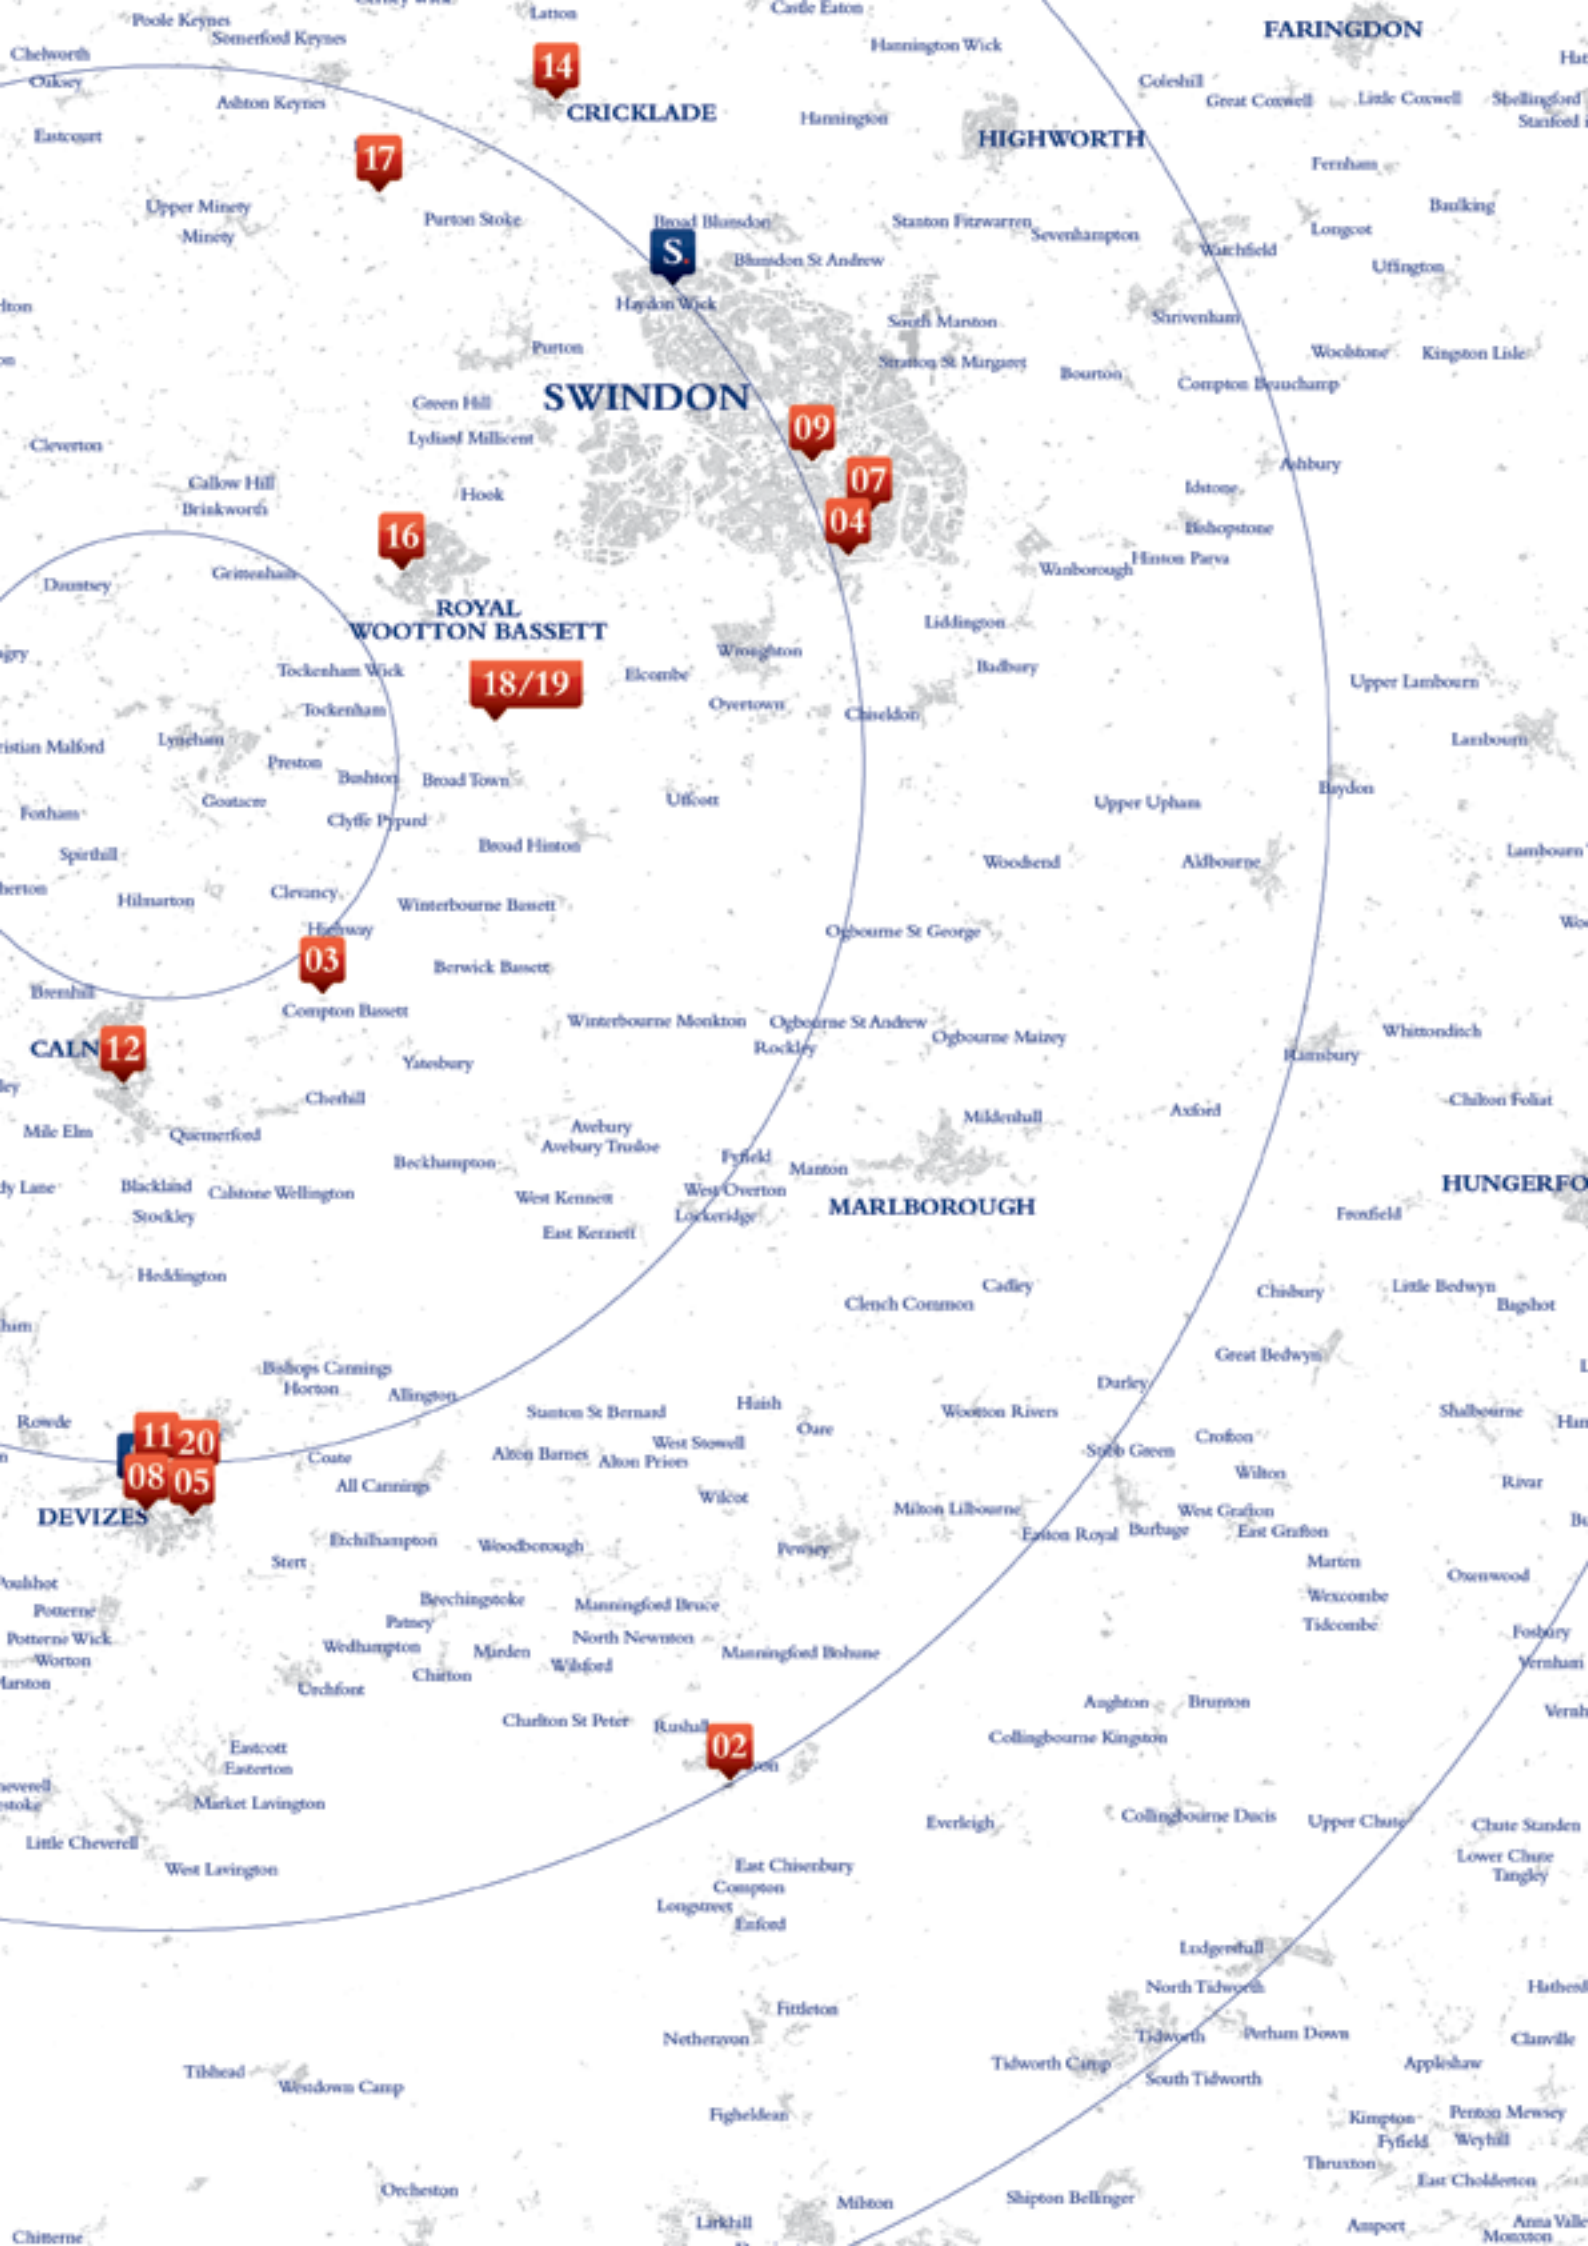 Latton
Castle Eaton
Poole Keynes
Somerford Keynes
FARINGDON
Hannington Wick
Chelworth
Oaksey
14
Coleshill
Great Coxwell
Little Coxwell
Shellingford
Ashton Keynes
CRICKLADE
Hannington
HIGHWORTH
Eastcourt
17
Fernham
Upper Minety
Minety
Purton Stoke
Broad Blunsdon
Stanton Fitzwarren
Sevenhampton
Baulking
Longcot
S.
Blunsdon St Andrew
Watchfield
Uffington
Haydon Wick
South Marston
Shrivenham
Purton
Stratton St Margaret
Bourton
Woolstone
Kingston Lisle
Compton Beauchamp
SWINDON
Green Hill
Lydiard Millicent
09
Cleverton
Ashbury
Callow Hill
Brinkworth
Hook
07
Idstone
04
Bishopstone
16
Hinton Parva
Wanborough
Grittenham
Dauntsey
ROYAL
WOOTTON BASSETT
Liddington
Wroughton
Badbury
Tockenham Wick
18/19
Elcombe
Upper Lambourn
Tockenham
Overtown
Chiseldon
Lyneham
Lambourn
Preston
Bushton
Broad Town
Uffcott
Baydon
Goatacre
Upper Upham
Foxham
Clyffe Pypard
Broad Hinton
Spirthill
Woodsend
Aldbourne
Lambourn
Hilmarton
Clevancy
Winterbourne Bassett
Highway
Ogbourne St George
03
Berwick Bassett
Bremhill
Compton Bassett
Winterbourne Monkton
Ogbourne St Andrew
Rockley
Ogbourne Maizey
Whittonditch
CALN
12
Yatesbury
Ramsbury
Cherhill
Chilton Foliat
Mile Elm
Quemerford
Avebury
Avebury Trusloe
Mildenhall
Axford
Beckhampton
Fyfield
Manton
Blackland
Calstone Wellington
West Kennett
West Overton
Lockeridge
MARLBOROUGH
HUNGERFO
Stockley
East Kennett
Froxfield
Heddington
Cadley
Clench Common
Chisbury
Little Bedwyn
Bagshot
Great Bedwyn
Bishops Cannings
Horton
Allington
Durley
Rowde
Stanton St Bernard
Huish
Oare
Wootton Rivers
Shalbourne
11
20
Coate
Alton Barnes
West Stowell
Alton Priors
Stibb Green
Crofton
Wilton
08
05
All Cannings
Wilcot
Rivar
DEVIZES
Milton Lilbourne
West Grafton
Easton Royal
Burbage
East Grafton
Etchilhampton
Woodborough
Pewsey
Stert
Marten
Oxenwood
Poulshot
Potterne
Beechingstoke
Manningford Bruce
Wexcombe
Patney
Tidcombe
Potterne Wick
Worton
Wedhampton
Marden
North Newnton
Wilsford
Manningford Bohune
Fosbury
Marston
Chirton
Vernham
Urchfont
Aughton
Brunton
Charlton St Peter
Rushall
02
Collingbourne Kingston
Eastcott
Easterton
Market Lavington
Everleigh
Collingbourne Ducis
Upper Chute
Chute Standen
Little Cheverell
West Lavington
Lower Chute
Tangley
East Chisenbury
Compton
Longstreet
Enford
Ludgershall
North Tidworth
Fittleton
Netheravon
Tidworth
Perham Down
Clanville
Tidworth Camp
South Tidworth
Appleshaw
Tilshead
Westdown Camp
Figheldean
Kimpton
Penton Mewsey
Fyfield
Weyhill
Thruxton
Orcheston
East Cholderton
Milston
Shipton Bellinger
Larkhill
Chitterne
Amport
Anna Valle
Monxton